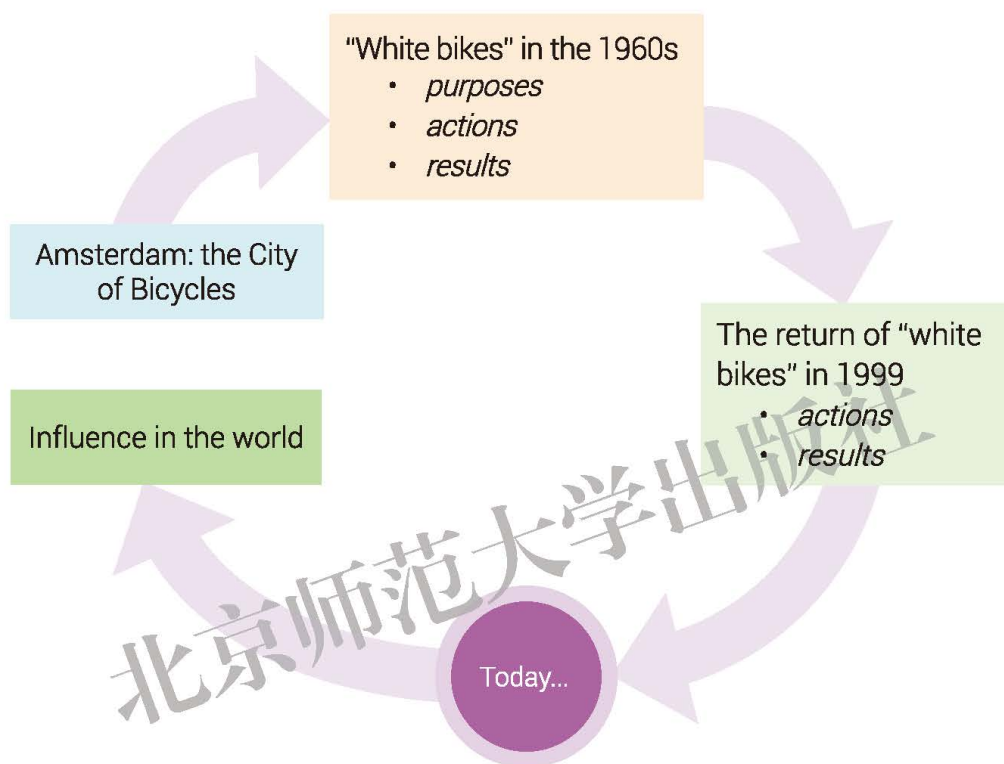 “White bikes” in the 1960s
• purposes
• actions
• results
Amsterdam: the City
of Bicycles
The return of “white
bikes” in 1999
• actions
• results
Influence in the world
Today...
北京师范大学出版社